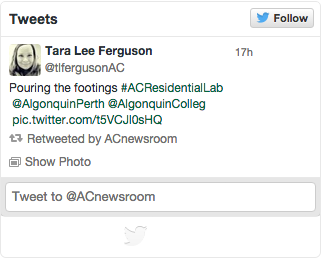 Tweets
Follow
Tara Lee Ferguson 17h
@tlfergusonAC
Pouring the footings #ACResidentialLab
@AlgonquinPerth @AlgonquinColleg
pic.twitter.com/t5VCJl0sHQ
Retweeted by ACnewsroom
Show Photo
Tweet to @ACnewsroom